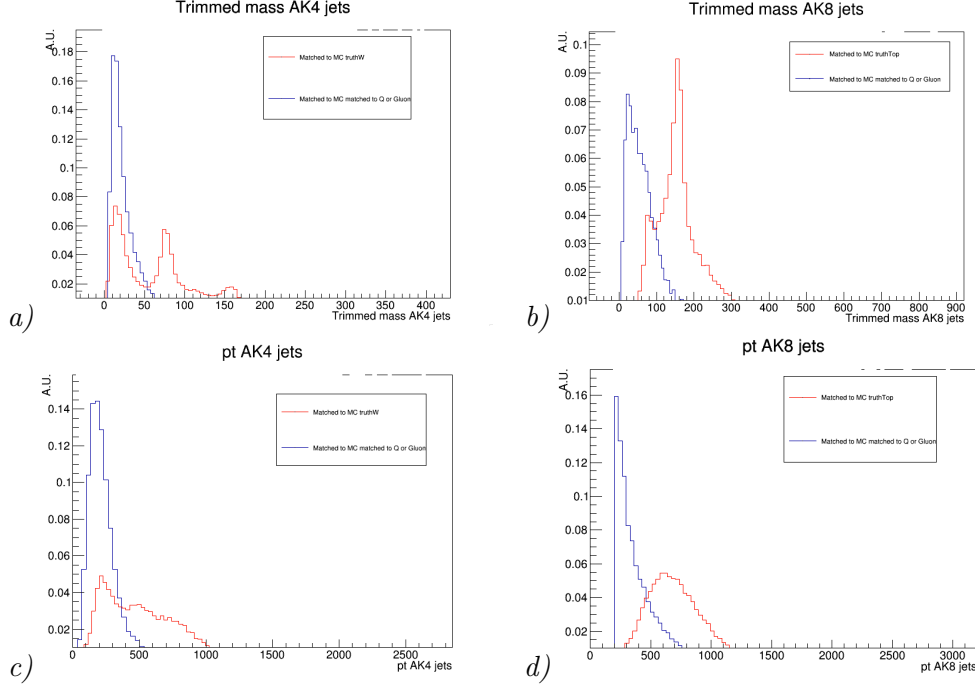 Trimmed mass AK4 jets
A.U.
0.18
0.16
0.14
0.12
0.1
0.08
0.06
0.04
0.02
Matched to MC truthW
Matched to MC matched to Q or Gluon
0 50 100 150 200 250 300 350 400
Trimmed mass AK4 jets
a)
Trimmed mass AK8 jets
A.U.
0.1
0.09
0.08
0.07
0.06
0.05
0.04
0.03
0.02
0.01
Matched to MC truthTop
Matched to MC matched to Q or Gluon
0 100 200 300 400 500 600 700 800 900
Trimmed mass AK8 jets
b)
pt AK4 jets
A.U.
0.14
0.12
0.1
0.08
0.06
0.04
0.02
Matched to MC truthW
Matched to MC matched to Q or Gluon
0 500 1000 1500 2000 2500
pt AK4 jets
c)
pt AK8 jets
A.U.
0.16
0.14
0.12
0.1
0.08
0.06
0.04
0.02
Matched to MC truthTop
Matched to MC matched to Q or Gluon
0 500 1000 1500 2000 2500 3000
pt AK8 jets
d)